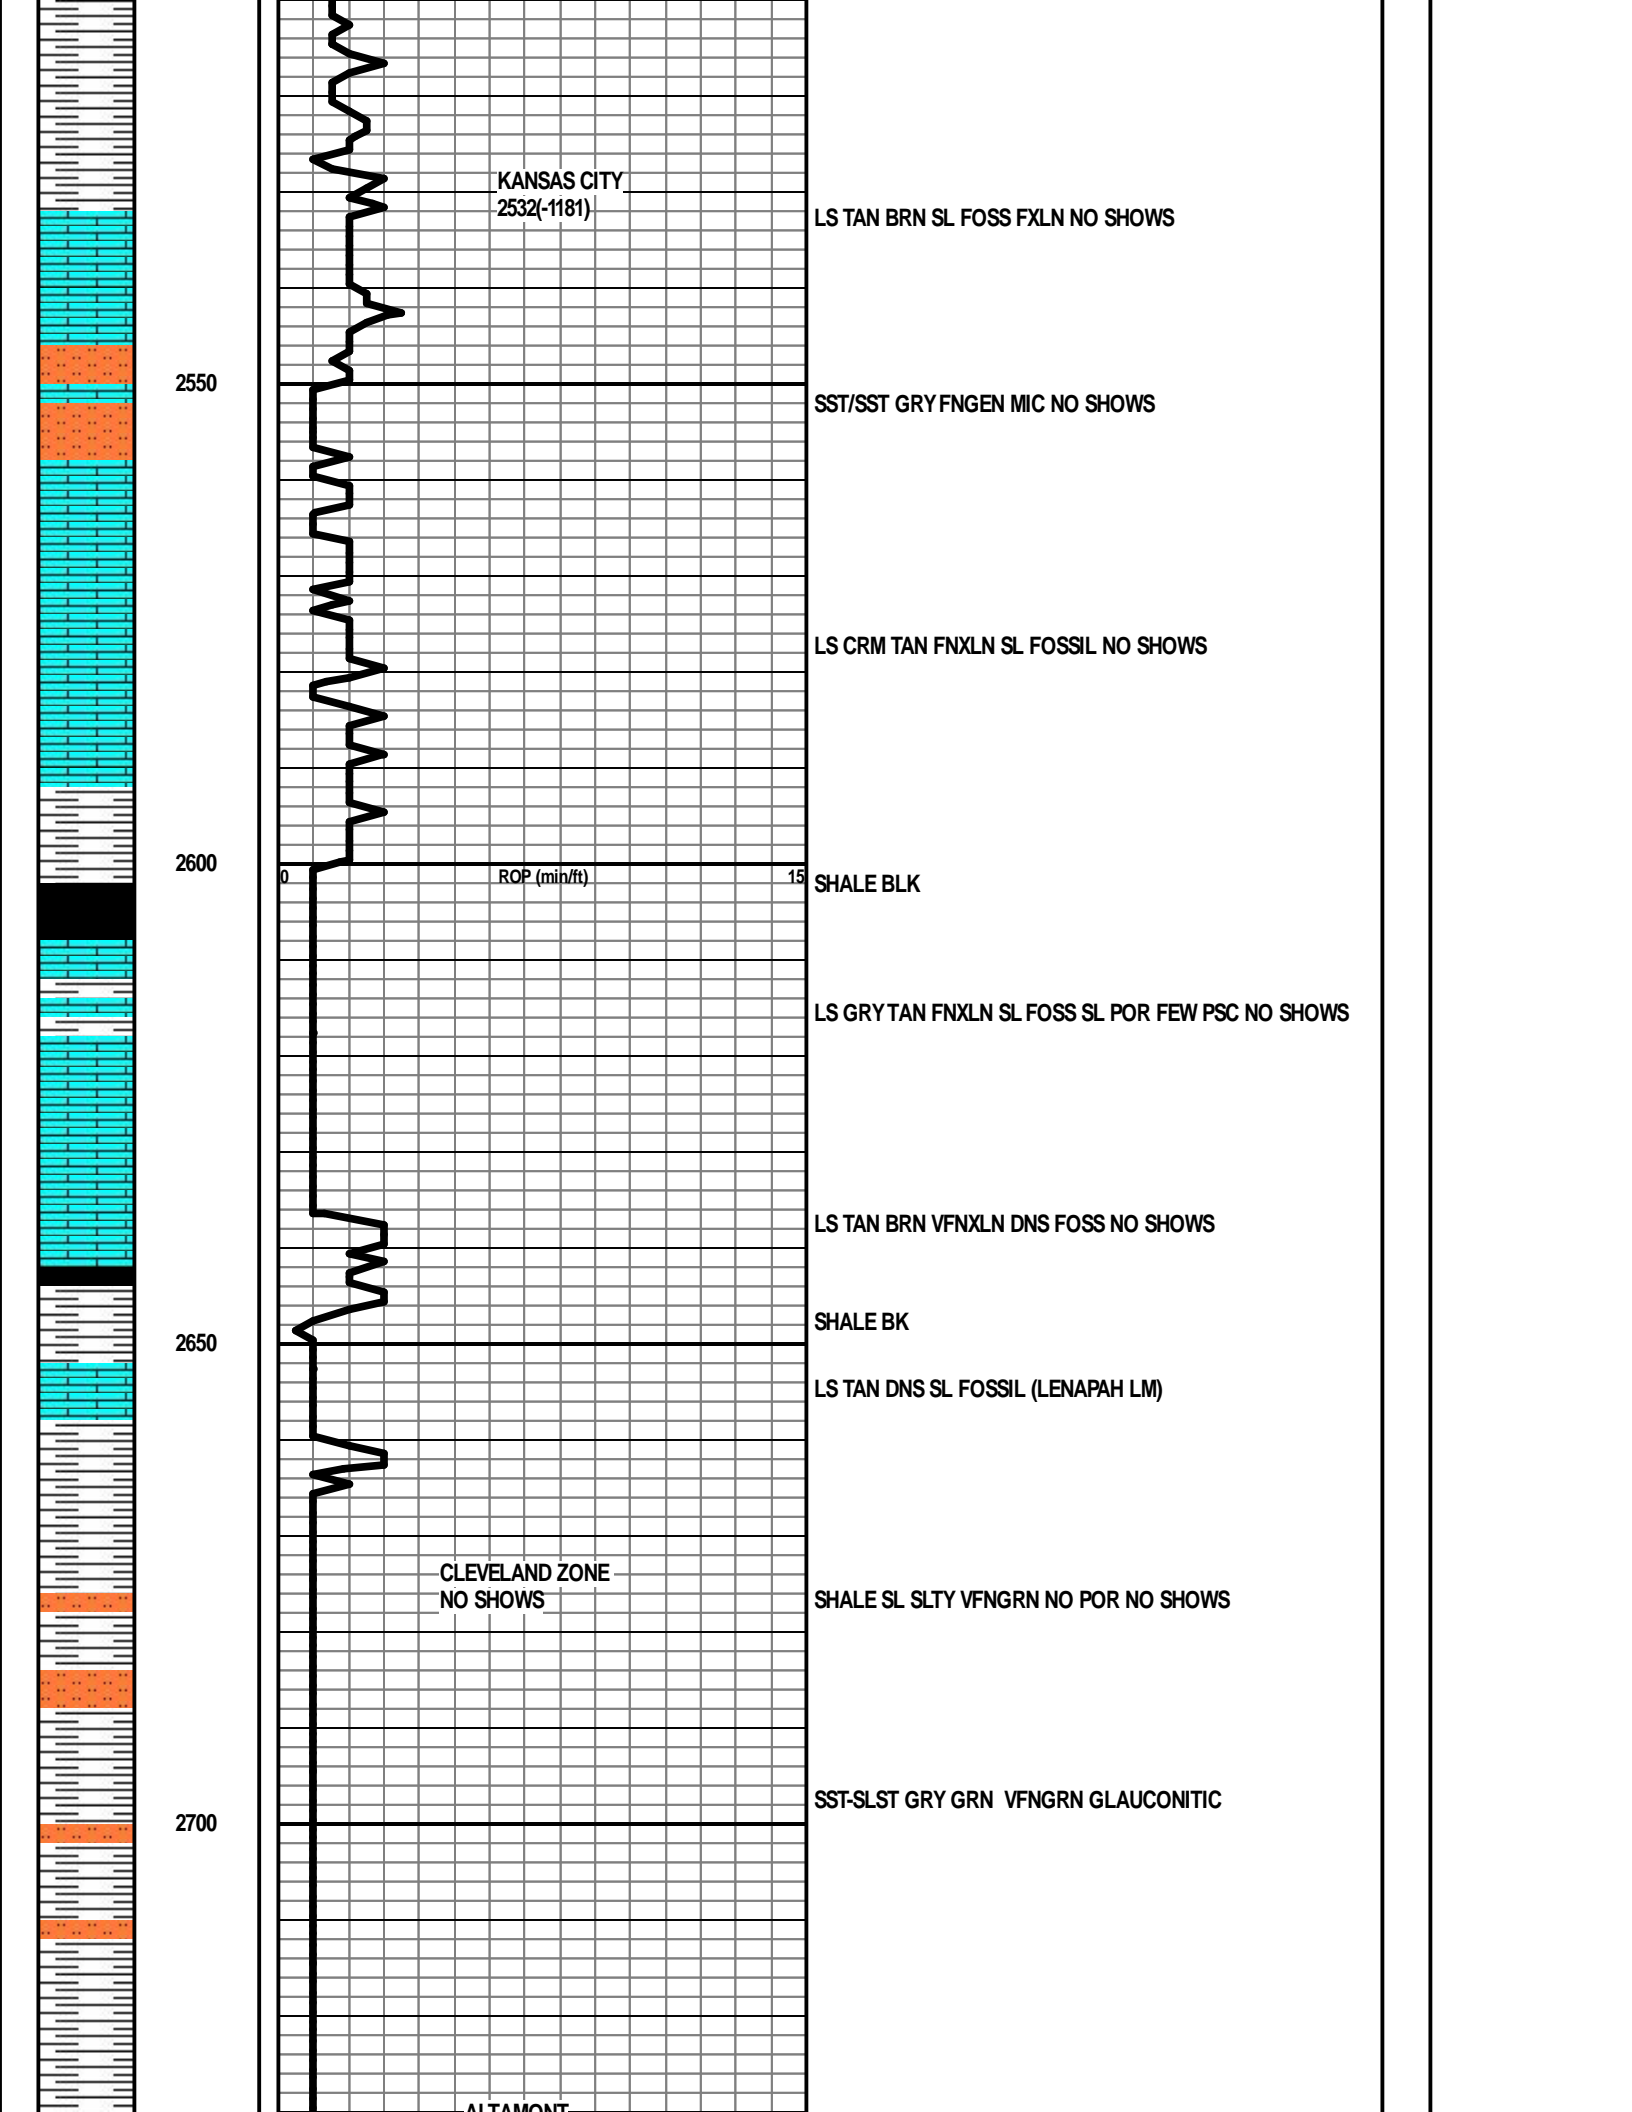 KANSAS CITY
2532(-1181)
LS TAN BRN SL FOSS FXLN NO SHOWS
2550
SST/SST GRY FNGEN MIC NO SHOWS
LS CRM TAN FNXLN SL FOSSIL NO SHOWS
2600
0 ROP (min/ft) 15
SHALE BLK
LS GRY TAN FNXLN SL FOSS SL POR FEW PSC NO SHOWS
LS TAN BRN VFNXLN DNS FOSS NO SHOWS
SHALE BK
2650
LS TAN DNS SL FOSSIL (LENAPAH LM)
CLEVELAND ZONE
NO SHOWS
SHALE SL SLTY VFNGRN NO POR NO SHOWS
SST-SLST GRY GRN  VFNGRN GLAUCONITIC
2700
ALTAMONT